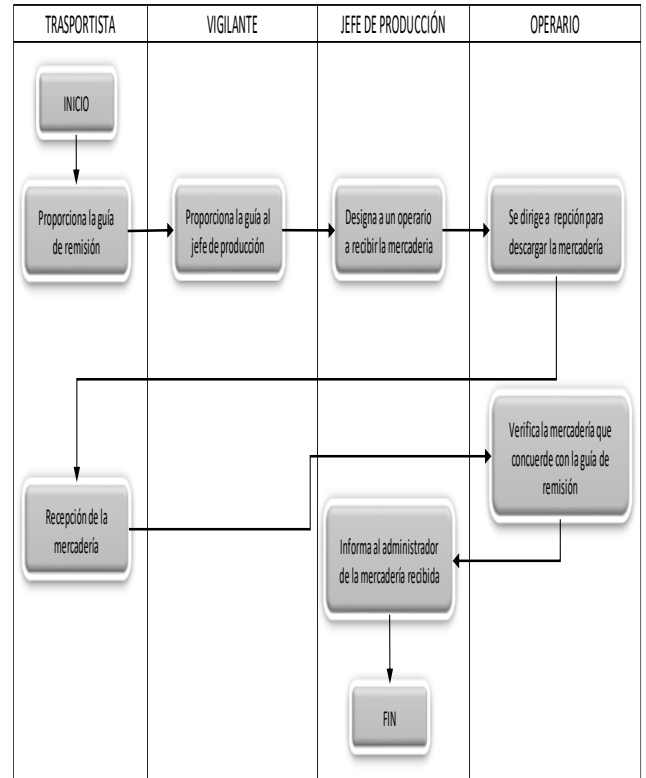 TRASPORTISTA
VIGILANTE
JEFE DE PRODUCCIÓN
OPERARIO
INICIO
Proporciona la guía
de remisión
Proporciona la guía al
jefe de producción
Designa a un operario
a recibir la mercaderia
Se dirige a repción para
descargar la mercadería
Verifica la mercadería que
concuerde con la guía de
remisión
Recepción de la
mercadería
Informa al administrador
de la mercadería recibida
FIN